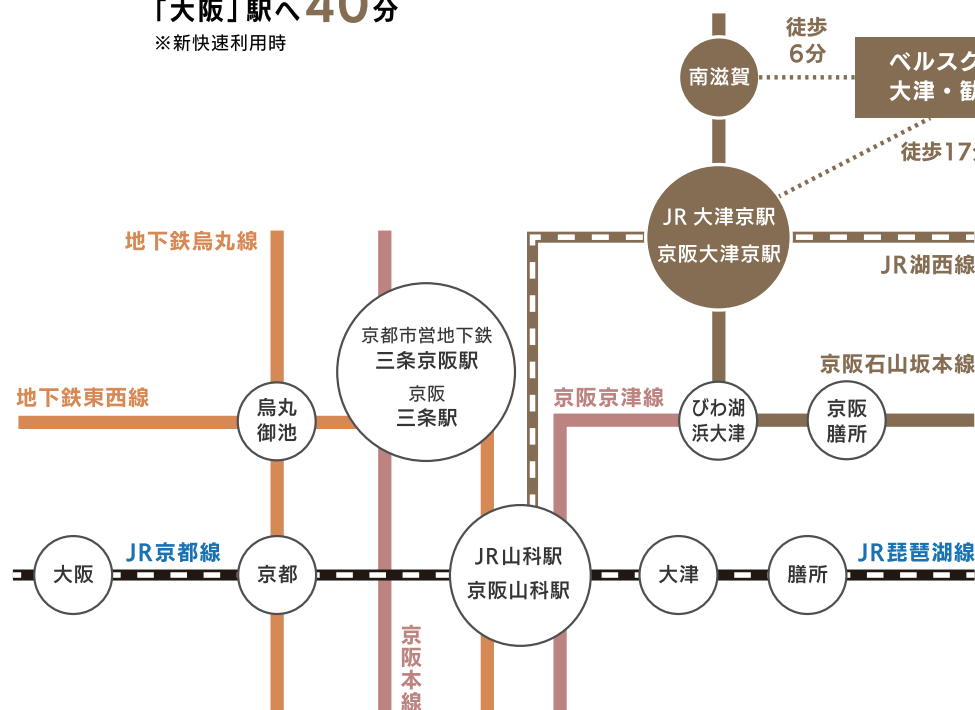 「大阪」駅へ40分
※新快速利用時
徒歩
6分
南滋賀
ベルスク
大津・勧
徒歩17分
JR 大津京駅
京阪大津京駅
地下鉄烏丸線
JR湖西線
京都市営地下鉄
三条京阪駅
京阪
三条駅
京阪石山坂本線
地下鉄東西線
京阪京津線
烏丸
御池
びわ湖
浜大津
京阪
膳所
JR京都線
JR琵琶湖線
JR山科駅
京阪山科駅
大阪
京都
大津
膳所
京阪本線